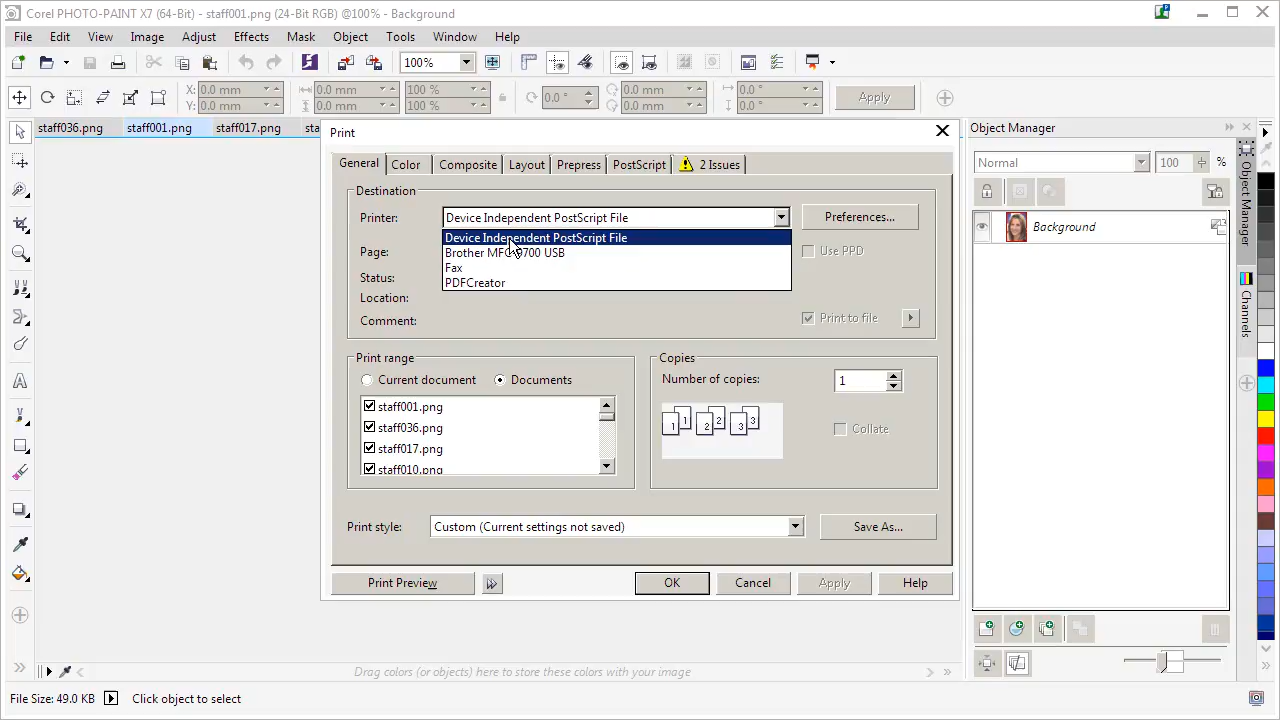 Corel PHOTO-PAINT X7 (64-Bit) - staff001.png (24-Bit RGB) @100% - Background
File Edit View Image Adjust Effects Mask Object Tools Window Help
100%
X: 0.0 mm 0.0 mm 100 % 0.0 ° 0.0 mm 0.0 ° Apply
Y: 0.0 mm 0.0 mm 100 % 0.0 mm 0.0 °
staff036.png staff001.png staff017.png sta
Print
General Color Composite Layout Prepress PostScript 2 Issues
Destination
Printer: Device Independent PostScript File Preferences...
Device Independent PostScript File
Page: Brother MFC-9700 USB Use PPD
Fax
Status: PDFCreator
Location:
Comment: Print to file
Print range
Current document Documents
staff001.png
staff036.png
staff017.png
staff010.png
Copies
Number of copies: 1
1 1 2 2 3 3
Collate
Print style: Custom (Current settings not saved) Save As...
Print Preview OK Cancel Apply Help
Object Manager
Normal 100 %
Background
Object Manager
Channels
Drag colors (or objects) here to store these colors with your image
File Size: 49.0 KB Click object to select